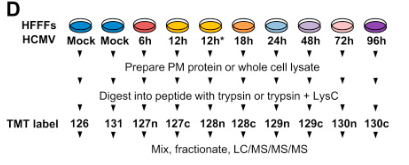 D
HFFFs
HCMV Mock Mock 6h 12h 12h* 18h 24h 48h 72h 96h
Prepare PM protein or whole cell lysate
Digest into peptide with trypsin or trypsin + LysC
TMT label 126 131 127n 127c 128n 128c 129n 129c 130n 130c
Mix, fractionate, LC/MS/MS/MS